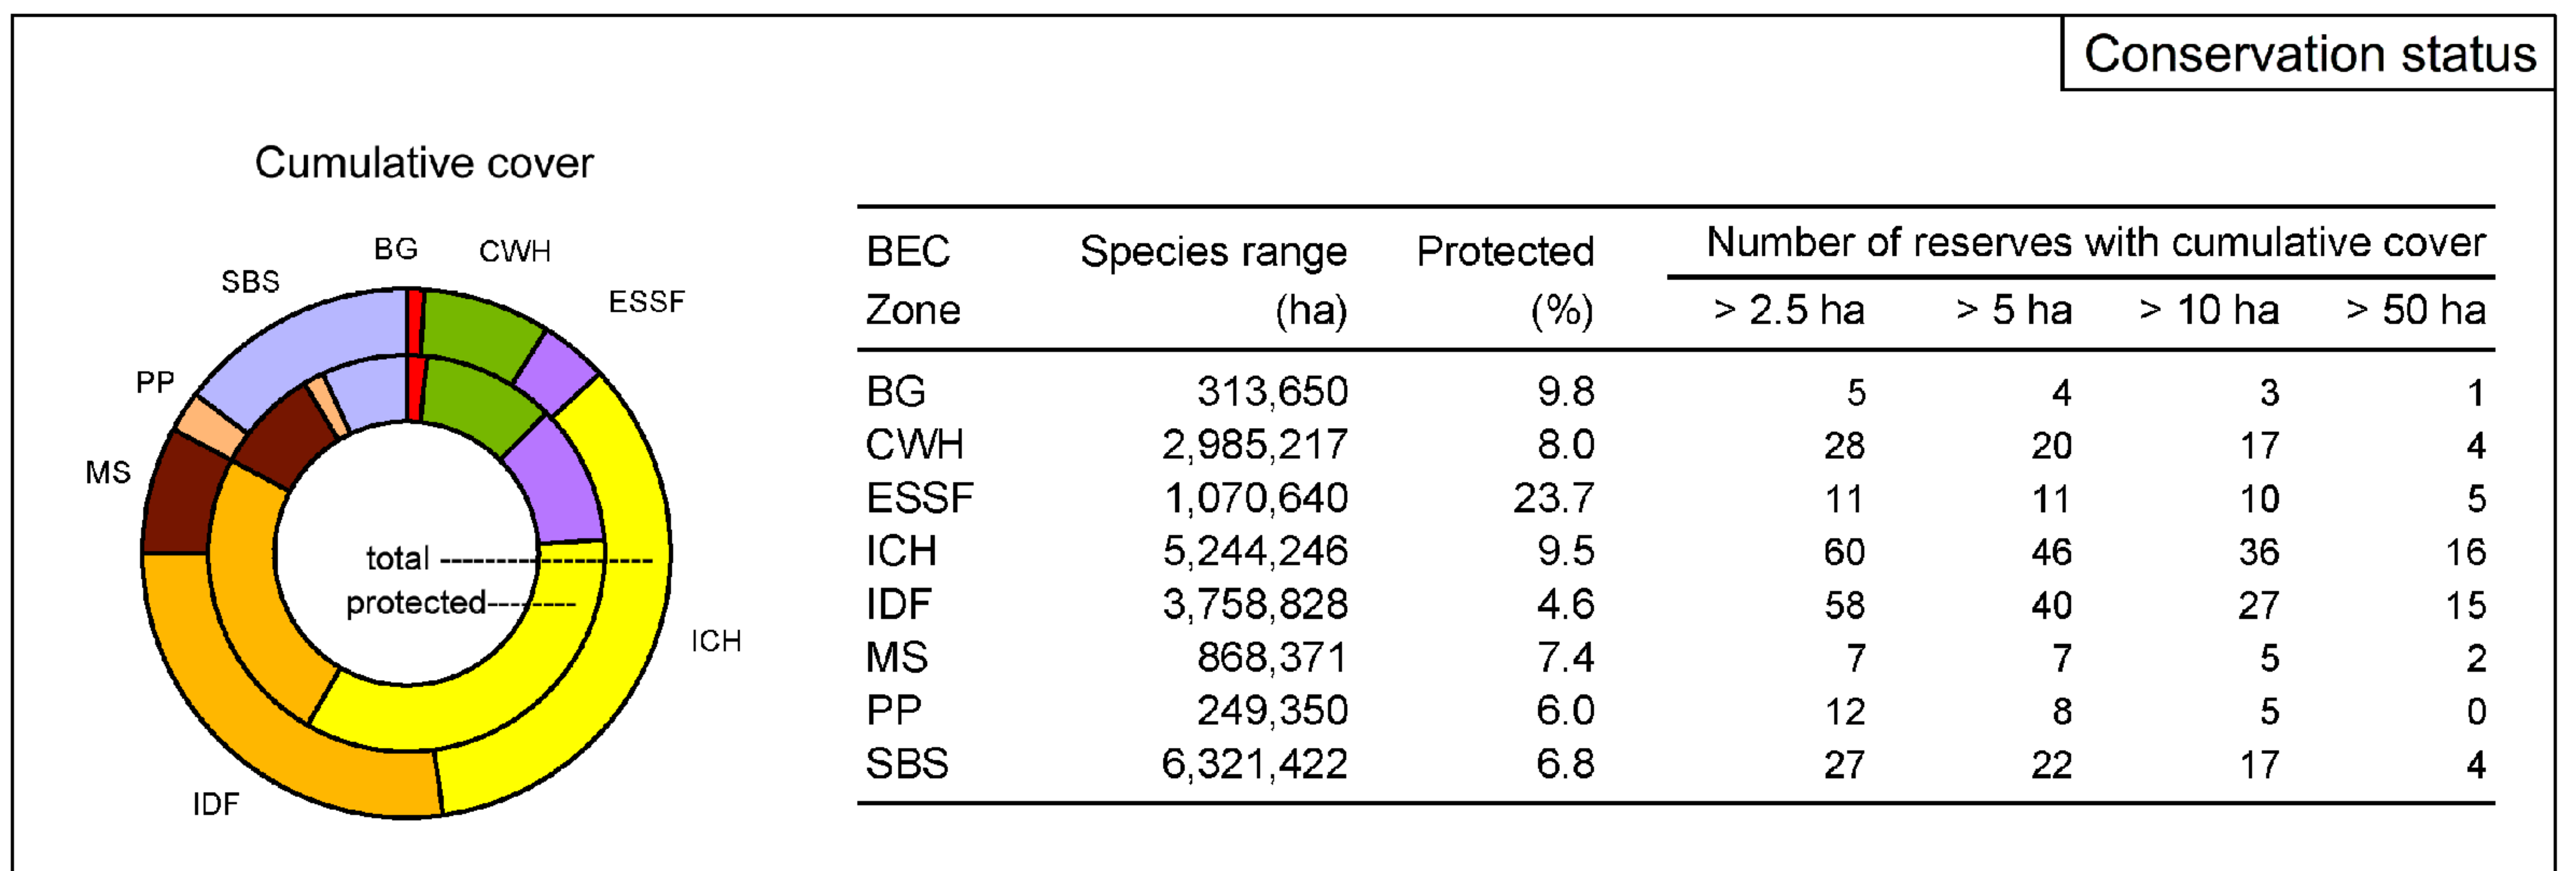 Conservation status
Cumulative cover
BG
CWH
SBS
ESSF
PP
MS
total
protected
ICH
IDF
BEC Zone Species range (ha) Protected (%) Number of reserves with cumulative cover
> 2.5 ha > 5 ha > 10 ha > 50 ha
BG 313,650 9.8 5 4 3 1
CWH 2,985,217 8.0 28 20 17 4
ESSF 1,070,640 23.7 11 11 10 5
ICH 5,244,246 9.5 60 46 36 16
IDF 3,758,828 4.6 58 40 27 15
MS 868,371 7.4 7 7 5 2
PP 249,350 6.0 12 8 5 0
SBS 6,321,422 6.8 27 22 17 4